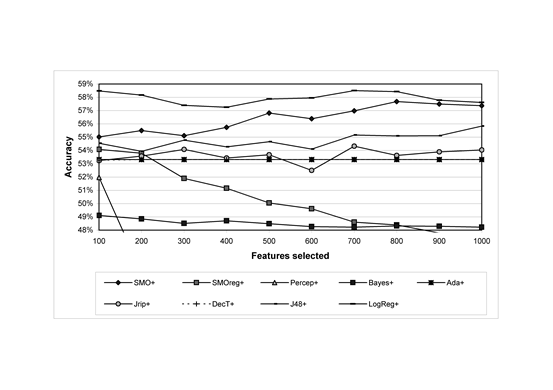 59%
58%
57%
56%
55%
54%
53%
52%
51%
50%
49%
48%
Accuracy
100 200 300 400 500 600 700 800 900 1000
Features selected
SMO+ SMOreg+ Percep+ Bayes+ Ada+
Jrip+ DecT+ J48+ LogReg+